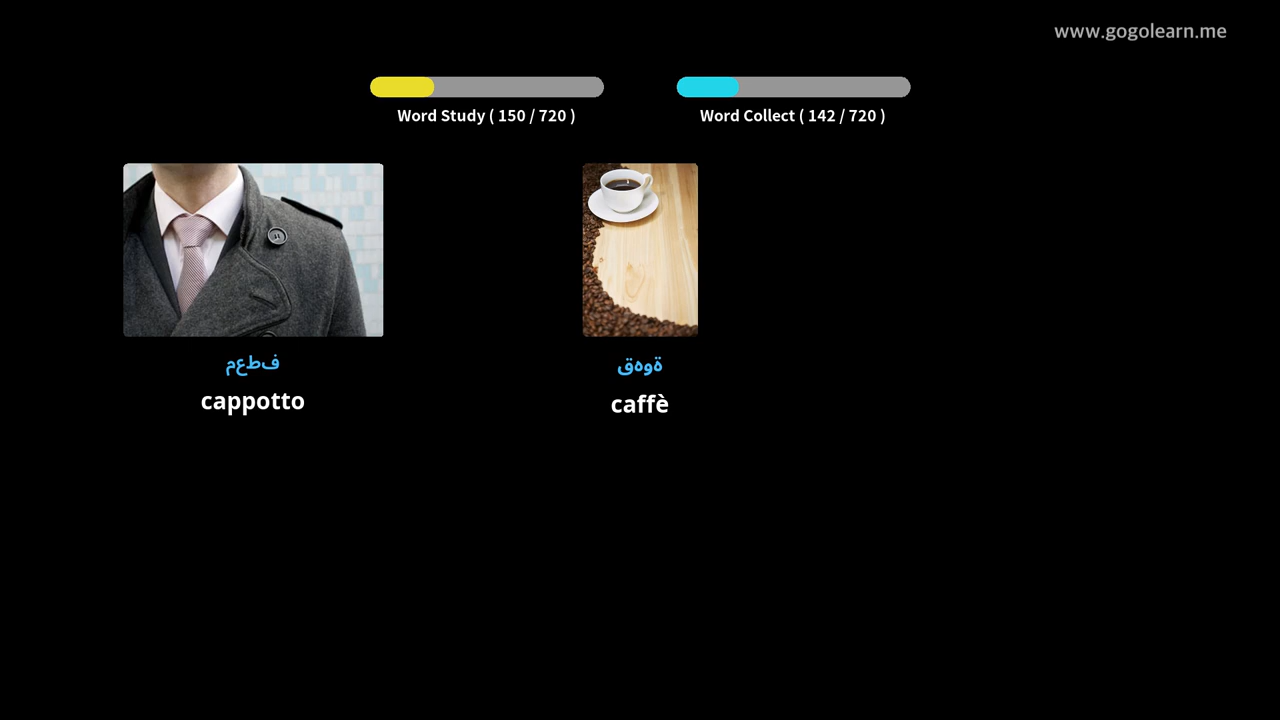 www.gogolearn.me
Word Study ( 150 / 720 )
Word Collect ( 142 / 720 )
فطعم
cappotto
ةوهق
caffè